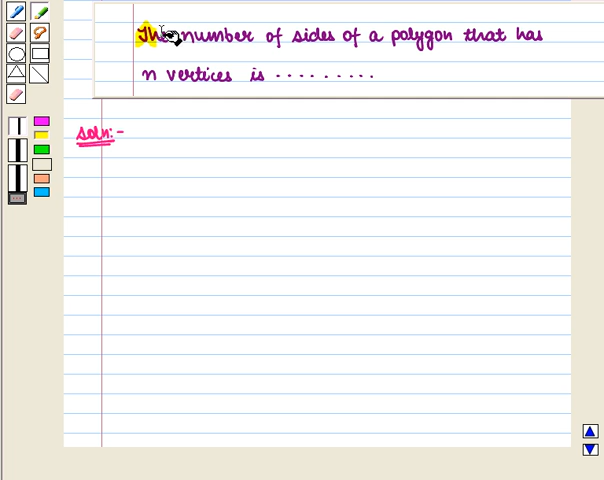 The number of sides of a polygon that has
n vertices is ..........
Soln:-